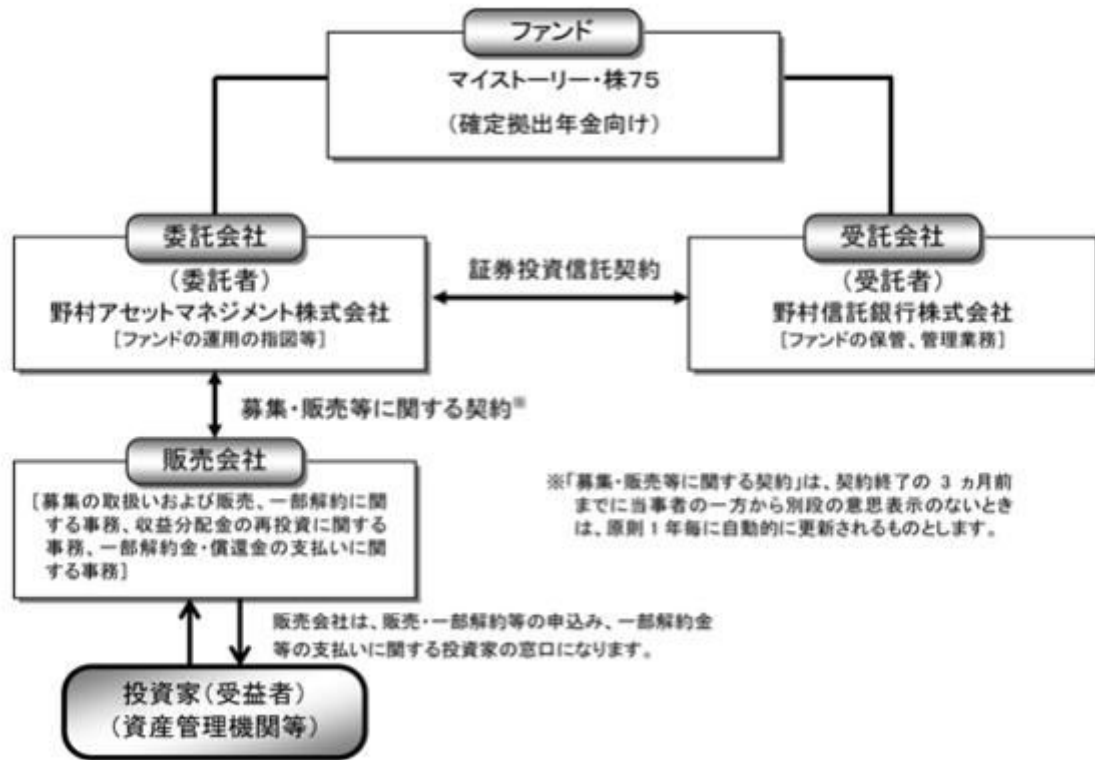 ファンド
マイストーリー・株75
(確定拠出年金向け)
委託会社
(委託者)
野村アセットマネジメント株式会社
[ファンドの運用の指図等]
証券投資信託契約
受託会社
(受託者)
野村信託銀行株式会社
[ファンドの保管、管理業務]
募集・販売等に関する契約※
販売会社
[募集の取扱いおよび販売、一部解約に関
する事務、収益分配金の再投資に関する
事務、一部解約金・償還金の支払いに関
する事務]
※「募集・販売等に関する契約」は、契約終了の 3 ヵ月前
までに当事者の一方から別段の意思表示のないとき
は、原則 1 年毎に自動的に更新されるものとします。
販売会社は、販売・一部解約等の申込み、一部解約金
等の支払いに関する投資家の窓口になります。
投資家(受益者)
(資産管理機関等)